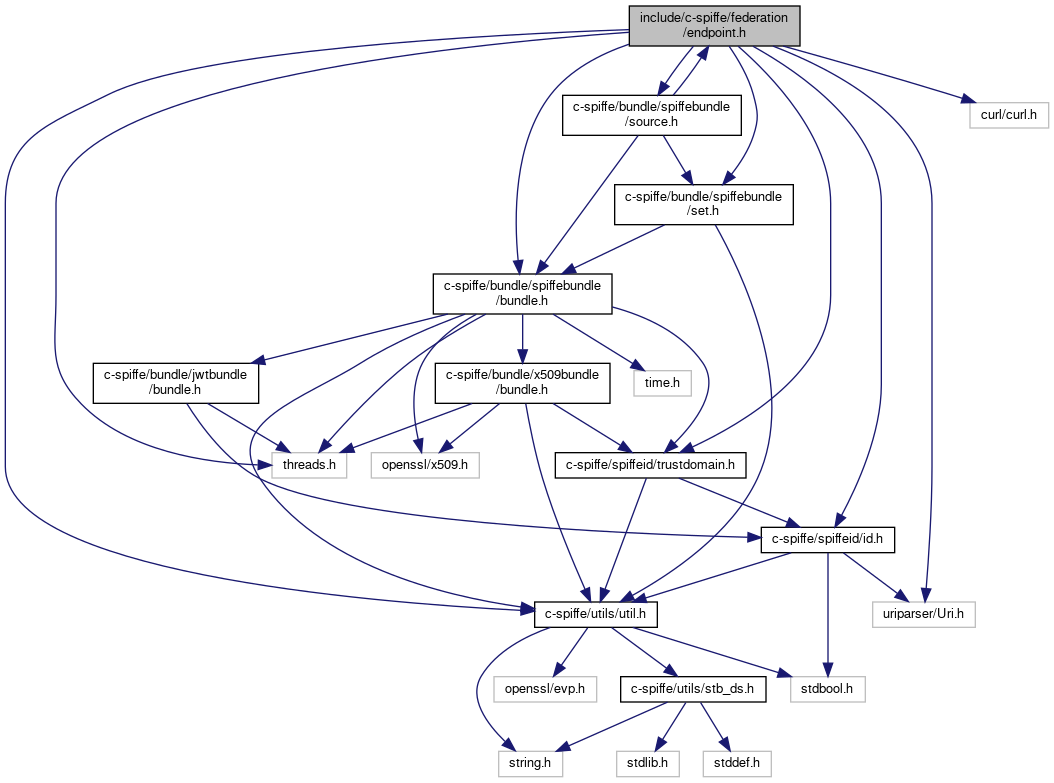 include/c-spiffe/federation
/endpoint.h
c-spiffe/bundle/spiffebundle
/source.h
curl/curl.h
c-spiffe/bundle/spiffebundle
/set.h
c-spiffe/bundle/spiffebundle
/bundle.h
c-spiffe/bundle/jwtbundle
/bundle.h
c-spiffe/bundle/x509bundle
/bundle.h
time.h
threads.h
openssl/x509.h
c-spiffe/spiffeid/trustdomain.h
c-spiffe/spiffeid/id.h
c-spiffe/utils/util.h
uriparser/Uri.h
openssl/evp.h
c-spiffe/utils/stb_ds.h
stdbool.h
string.h
stdlib.h
stddef.h